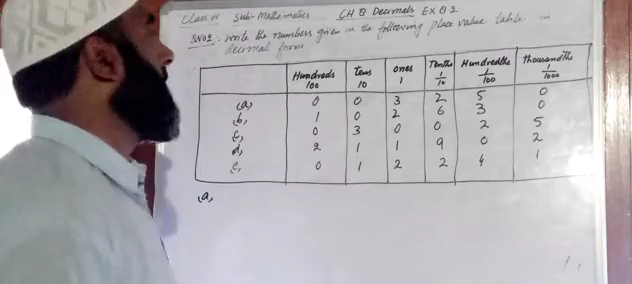 Class VI Sub- Mathematics CH 8 Decimals EX 8.2
Q.No2. Write the numbers given in the following place value table in
decimal form.
Hundreds tens ones Tenths Hundredths thousandths
100 10 1 1/10 1/100 1/1000
a, 0 0 3 2 5 0
b, 1 0 2 6 3 0
c, 0 3 0 0 2 5
d, 2 1 1 9 0 2
e, 0 1 2 2 4 1
a,